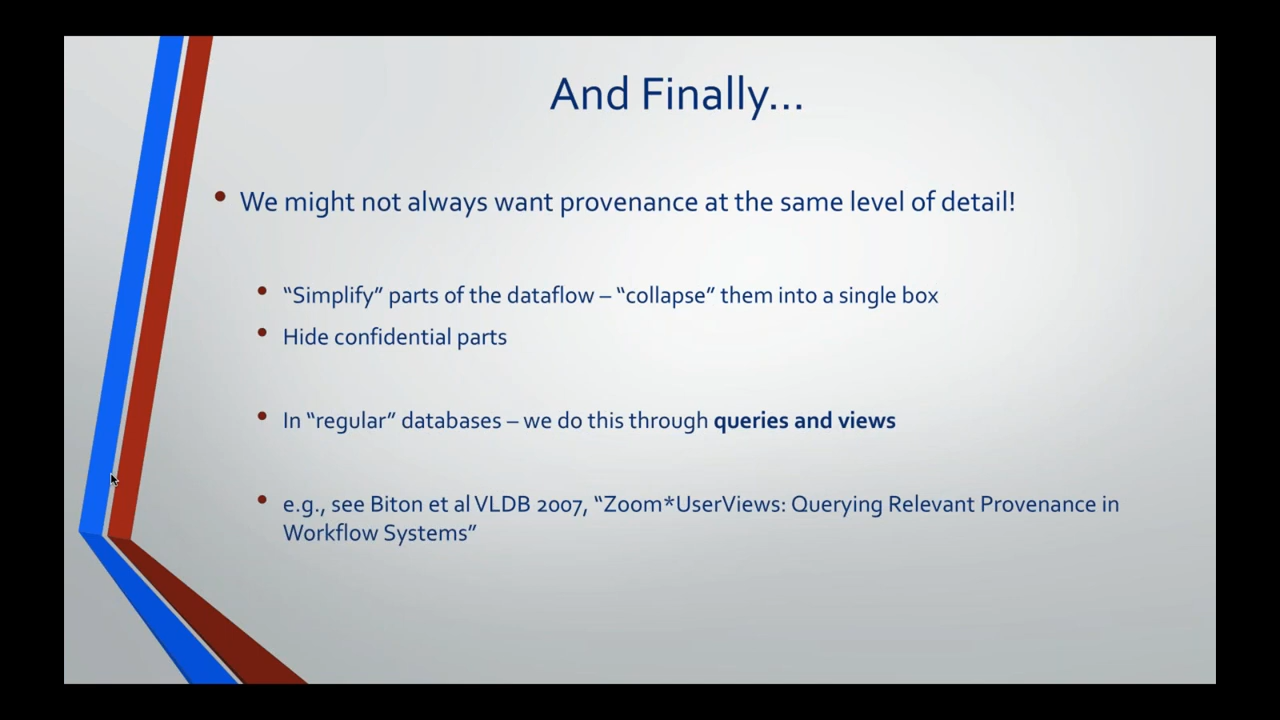 And Finally...
• We might not always want provenance at the same level of detail!
• “Simplify” parts of the dataflow – “collapse” them into a single box
• Hide confidential parts
• In “regular” databases – we do this through queries and views
• e.g., see Biton et al VLDB 2007, “Zoom*UserViews: Querying Relevant Provenance in
Workflow Systems”